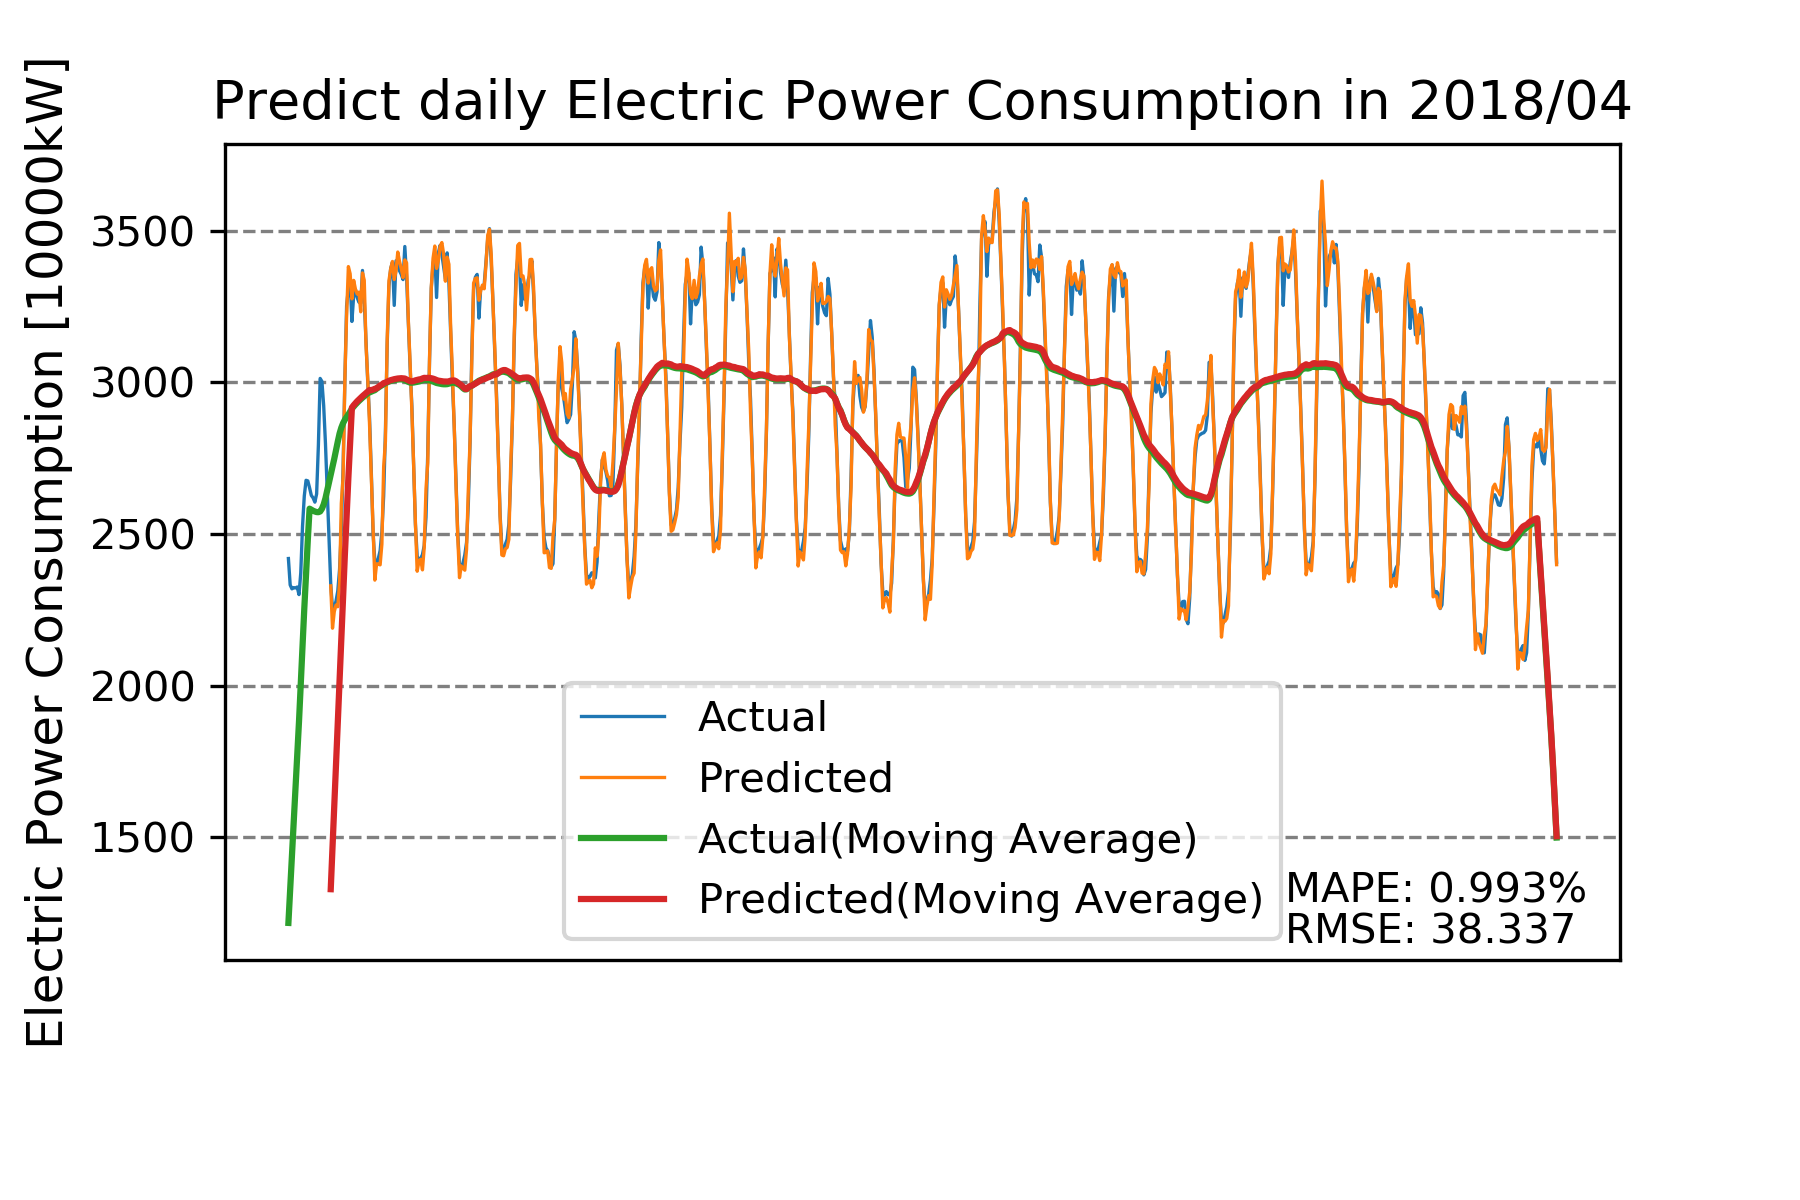 Predict daily Electric Power Consumption in 2018/04
Electric Power Consumption [10000kW]
3500
3000
2500
2000
1500
Actual
Predicted
Actual(Moving Average)
Predicted(Moving Average)
MAPE: 0.993%
RMSE: 38.337